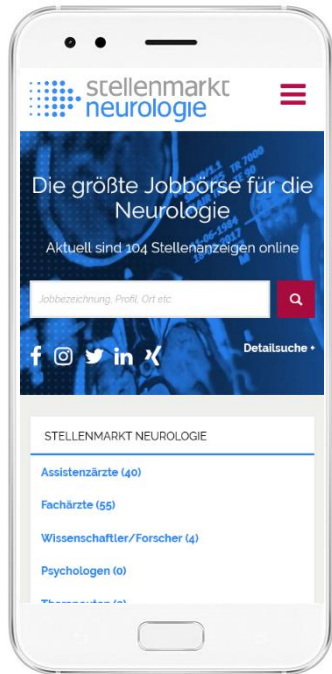 stellenmarkt
neurologie
Die größte Jobbörse für die
Neurologie
Aktuell sind 104 Stellenanzeigen online
Jobbezeichnung, Profil, Ort etc.
Detailsuche +
STELLENMARKT NEUROLOGIE
Assistenzärzte (40)
Fachärzte (55)
Wissenschaftler/Forscher (4)
Psychologen (0)